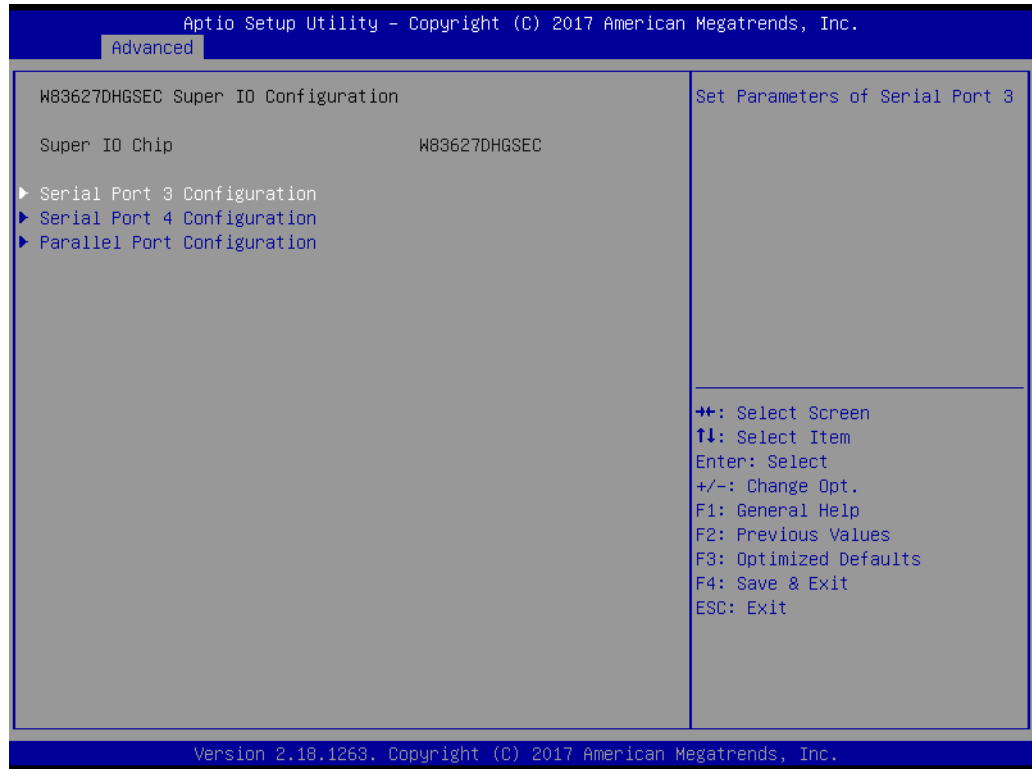 Aptio Setup Utility – Copyright (C) 2017 American Megatrends, Inc.
Advanced
W83627DHGSEC Super IO Configuration
Super IO Chip W83627DHGSEC
▶ Serial Port 3 Configuration
▶ Serial Port 4 Configuration
▶ Parallel Port Configuration
Set Parameters of Serial Port 3
→←: Select Screen
↑↓: Select Item
Enter: Select
+/-: Change Opt.
F1: General Help
F2: Previous Values
F3: Optimized Defaults
F4: Save & Exit
ESC: Exit
Version 2.18.1263. Copyright (C) 2017 American Megatrends, Inc.